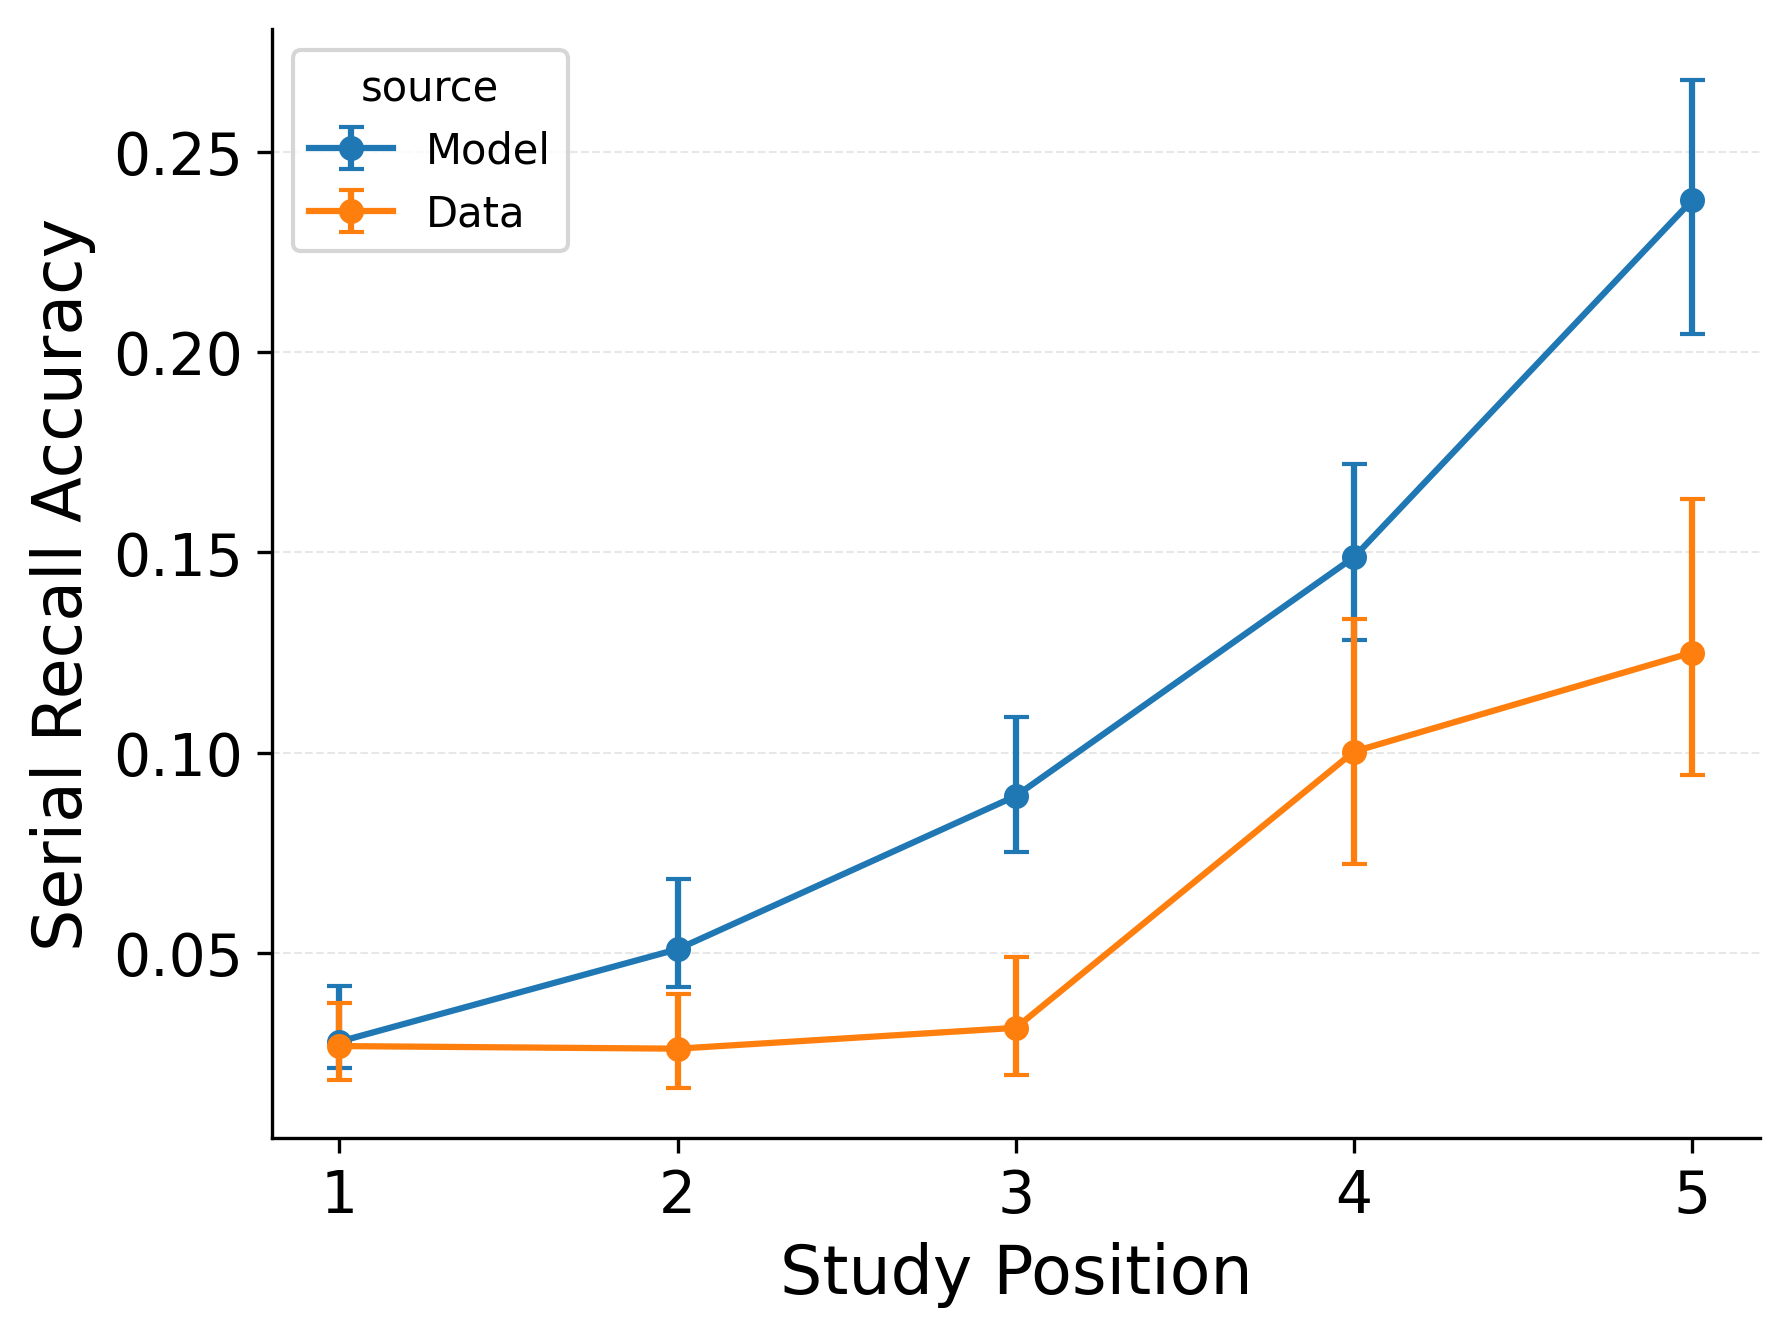 source
Model
Data
0.25
0.20
0.15
0.10
0.05
Serial Recall Accuracy
1 2 3 4 5
Study Position